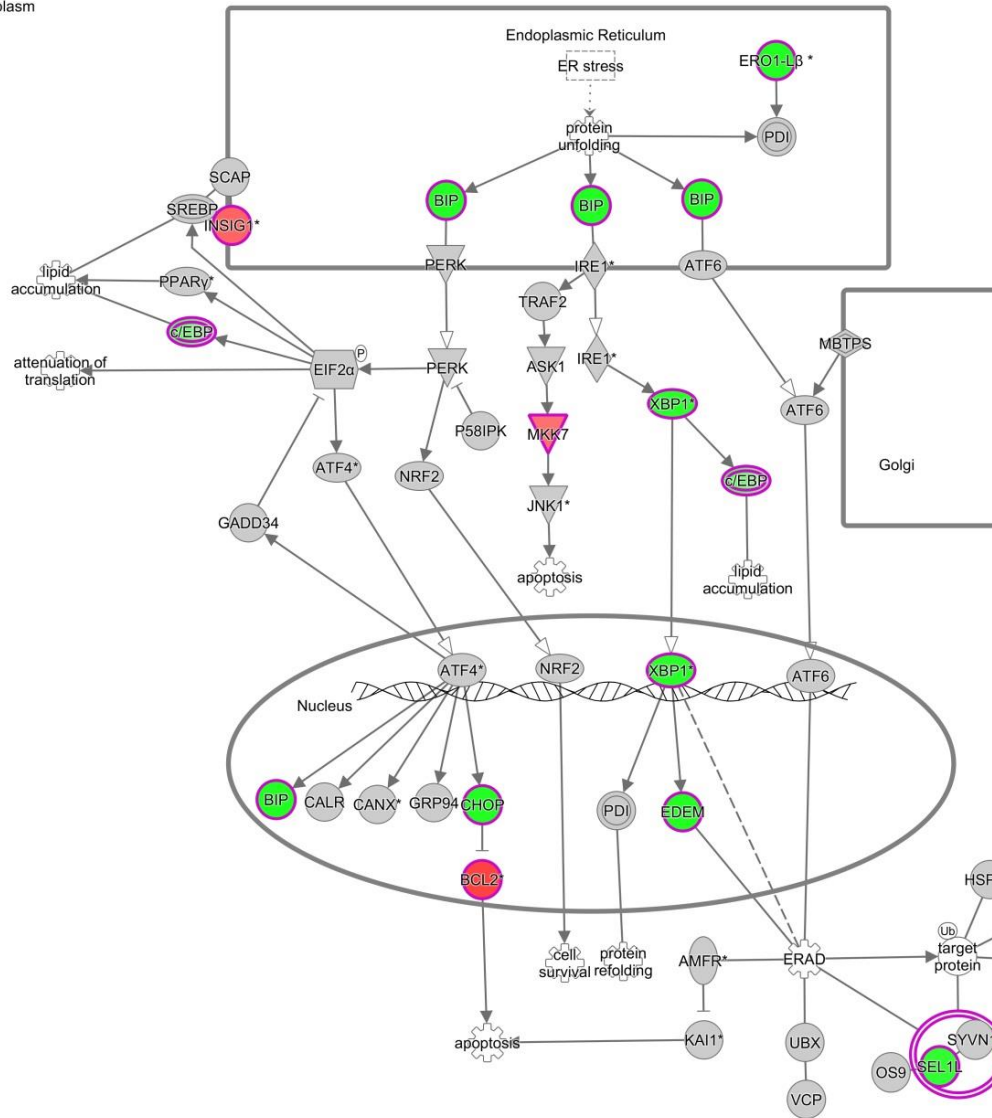 plasm
Endoplasmic Reticulum
ER stress
ERO1-Lβ *
protein
unfolding
PDI
SCAP
SREBP
INSIG1*
BIP
BIP
BIP
PERK
IRE1*
ATF6
lipid
accumulation
PPARγ*
TRAF2
c/EBP
MBTPS
attenuation of
translation
EIF2α
P
PERK
ASK1
IRE1*
XBP1*
ATF6
P58IPK
MKK7
Golgi
ATF4*
NRF2
c/EBP
JNK1*
GADD34
apoptosis
lipid
accumulation
ATF4*
NRF2
XBP1*
ATF6
Nucleus
BIP
CALR
CANX*
GRP94
CHOP
PDI
EDEM
BCL2*
HSP
Ub
cell
survival
protein
refolding
AMFR*
ERAD
target
protein
apoptosis
KAI1*
UBX
SYVN1
OS9
SEL1L
VCP